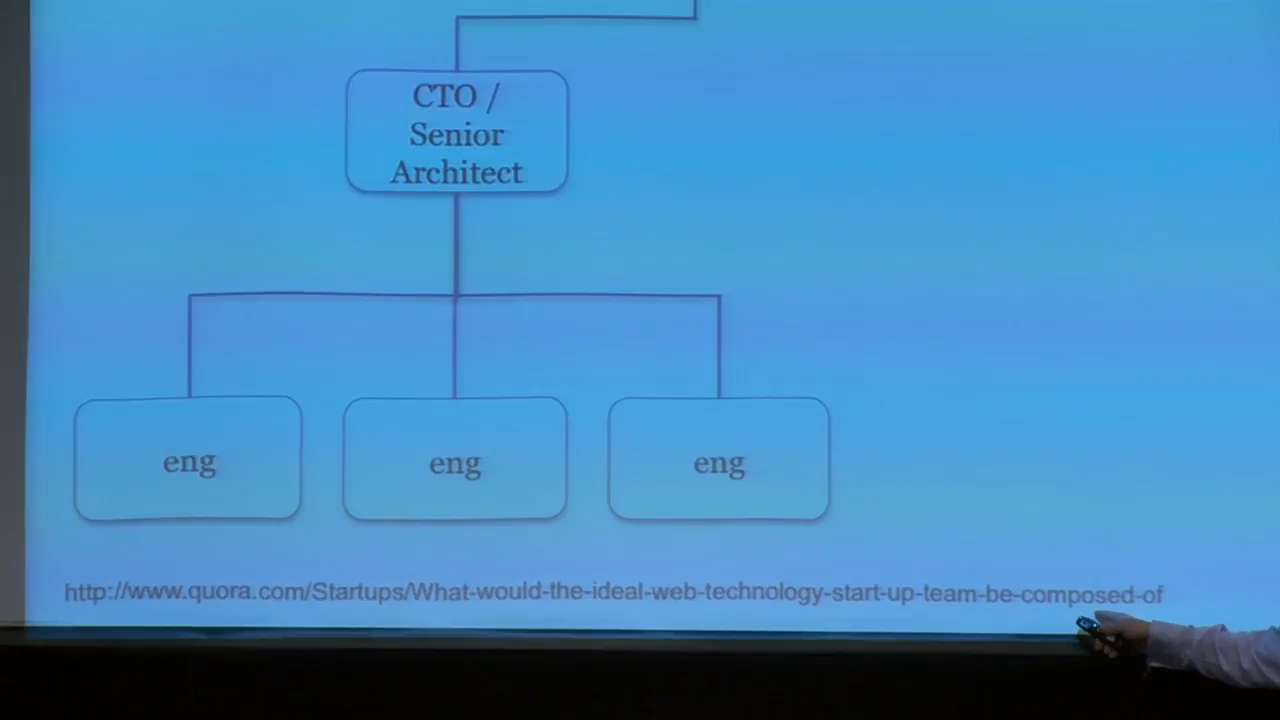 CTO /
Senior
Architect
eng
eng
eng
http://www.quora.com/Startups/What-would-the-ideal-web-technology-start-up-team-be-composed-of